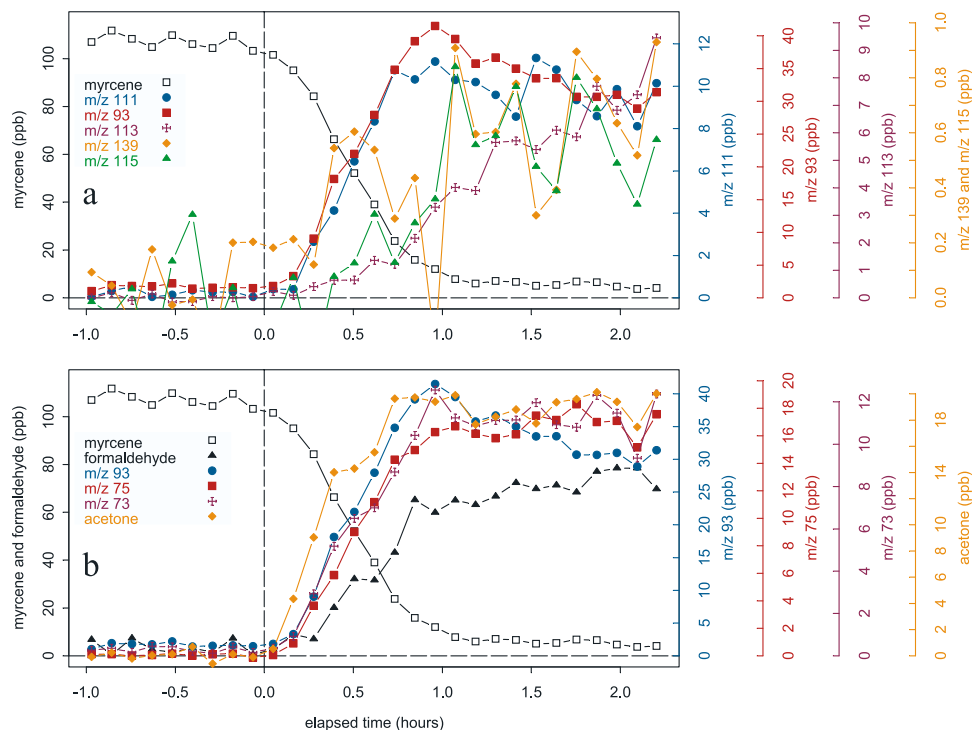 myrcene (ppb)
0 20 40 60 80 100
myrcene
m/z 111
m/z 93
m/z 113
m/z 139
m/z 115
a
-1.0 -0.5 0.0 0.5 1.0 1.5 2.0
0 2 4 6 8 10 12
m/z 111 (ppb)
0 10 20 30 40
m/z 93 (ppb)
0 1 2 3 4 5 6 7 8 9 10
m/z 113 (ppb)
0.0 0.2 0.4 0.6 0.8 1.0
m/z 139 and m/z 115 (ppb)
myrcene and formaldehyde (ppb)
0 20 40 60 80 100
myrcene
formaldehyde
m/z 93
m/z 75
m/z 73
acetone
b
-1.0 -0.5 0.0 0.5 1.0 1.5 2.0
elapsed time (hours)
0 5 10 15 20 25 30 35 40
m/z 93 (ppb)
0 2 4 6 8 10 12 14 16 18 20
m/z 75 (ppb)
0 2 4 6 8 10 12
m/z 73 (ppb)
0 2 4 6 8 10 14 18
acetone (ppb)